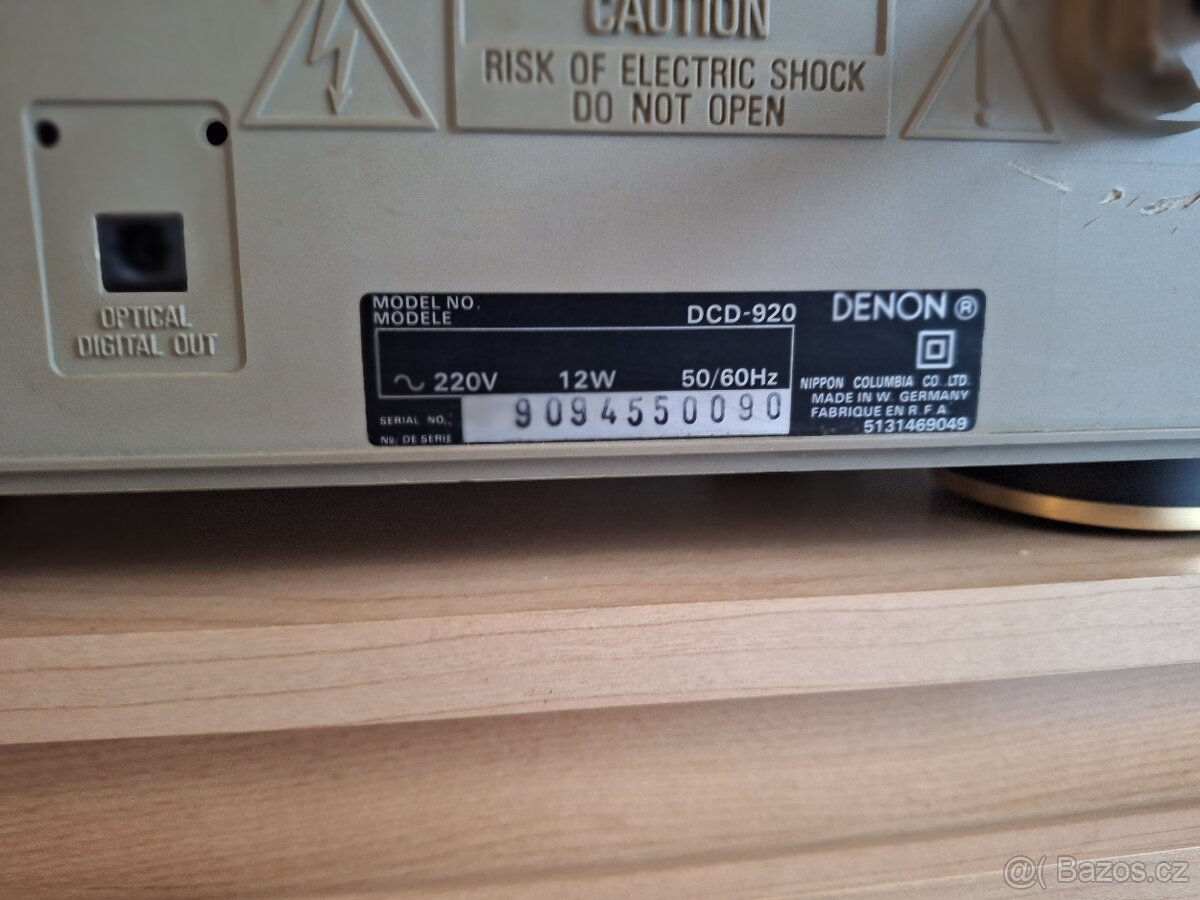 CAUTION
RISK OF ELECTRIC SHOCK
DO NOT OPEN
OPTICAL
DIGITAL OUT
MODEL NO.
MODELE
DCD-920
220V 12W 50/60Hz
SERIAL NO.
No. DE SERIE
9094550090
DENON ®
NIPPON COLUMBIA CO. LTD.
MADE IN W. GERMANY
FABRIQUE EN R.F.A.
5131469049
@( Bazos.cz